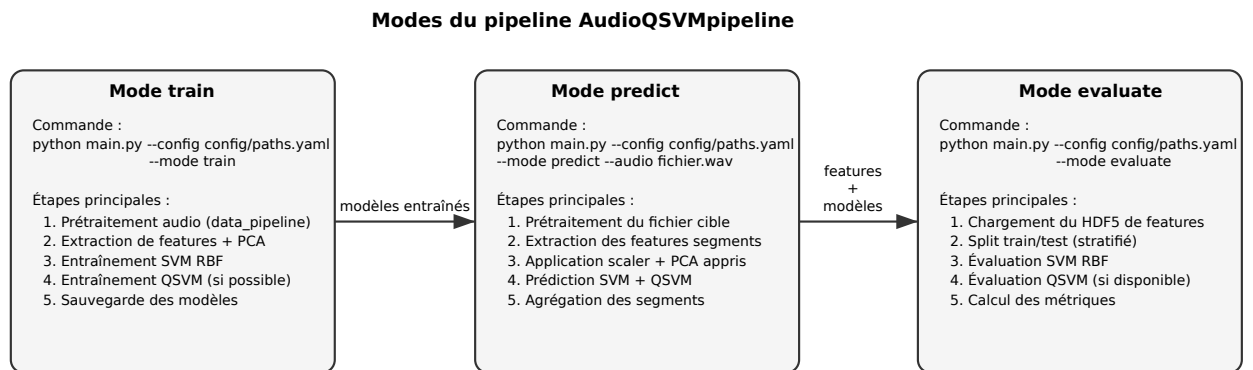 Modes du pipeline AudioQSVMpipeline
Mode train
Commande :
python main.py --config config/paths.yaml
--mode train
Étapes principales :
1. Prétraitement audio (data_pipeline)
2. Extraction de features + PCA
3. Entraînement SVM RBF
4. Entraînement QSVM (si possible)
5. Sauvegarde des modèles
modèles entraînés
Mode predict
Commande :
python main.py --config config/paths.yaml
--mode predict --audio fichier.wav
Étapes principales :
1. Prétraitement du fichier cible
2. Extraction des features segments
3. Application scaler + PCA appris
4. Prédiction SVM + QSVM
5. Agrégation des segments
features
+
modèles
Mode evaluate
Commande :
python main.py --config config/paths.yaml
--mode evaluate
Étapes principales :
1. Chargement du HDF5 de features
2. Split train/test (stratifié)
3. Évaluation SVM RBF
4. Évaluation QSVM (si disponible)
5. Calcul des métriques